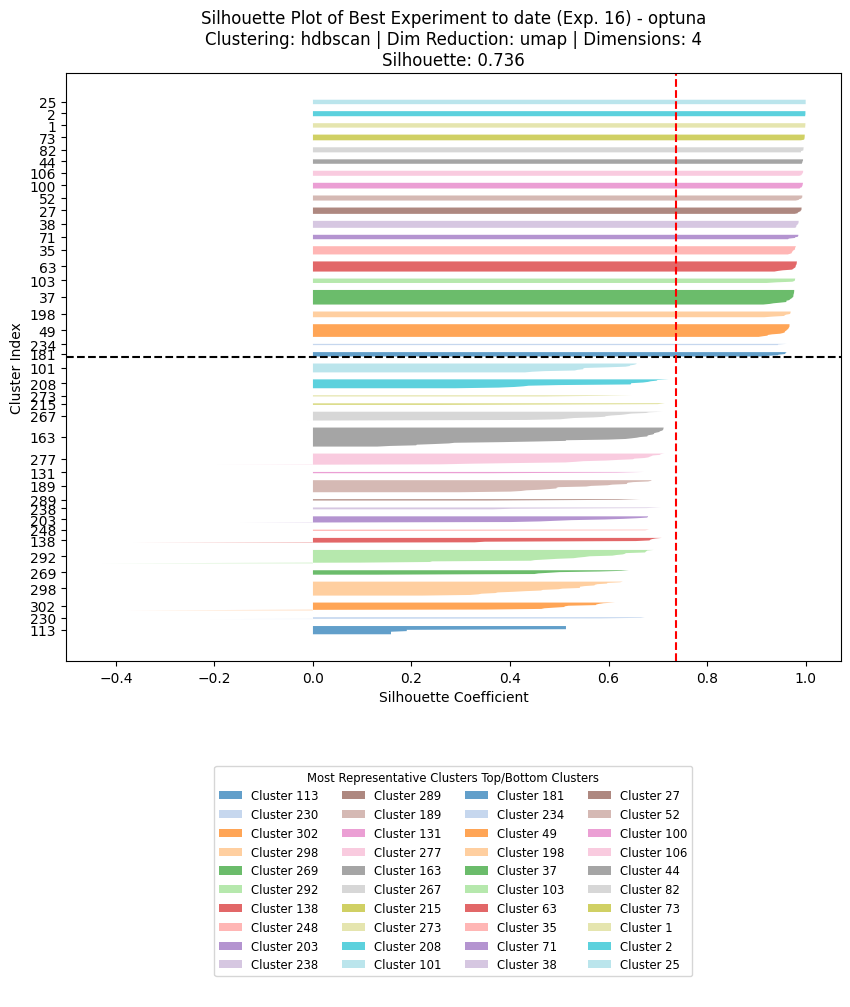 Silhouette Plot of Best Experiment to date (Exp. 16) - optuna
Clustering: hdbscan | Dim Reduction: umap | Dimensions: 4
Silhouette: 0.736
25
2
1
73
82
44
106
100
52
27
38
71
35
63
103
37
198
49
234
181
101
208
273
215
267
163
277
131
189
289
238
203
248
138
292
269
298
302
230
113
Cluster Index
−0.4 −0.2 0.0 0.2 0.4 0.6 0.8 1.0
Silhouette Coefficient
Most Representative Clusters Top/Bottom Clusters
Cluster 113 Cluster 289 Cluster 181 Cluster 27
Cluster 230 Cluster 189 Cluster 234 Cluster 52
Cluster 302 Cluster 131 Cluster 49 Cluster 100
Cluster 298 Cluster 277 Cluster 198 Cluster 106
Cluster 269 Cluster 163 Cluster 37 Cluster 44
Cluster 292 Cluster 267 Cluster 103 Cluster 82
Cluster 138 Cluster 215 Cluster 63 Cluster 73
Cluster 248 Cluster 273 Cluster 35 Cluster 1
Cluster 203 Cluster 208 Cluster 71 Cluster 2
Cluster 238 Cluster 101 Cluster 38 Cluster 25